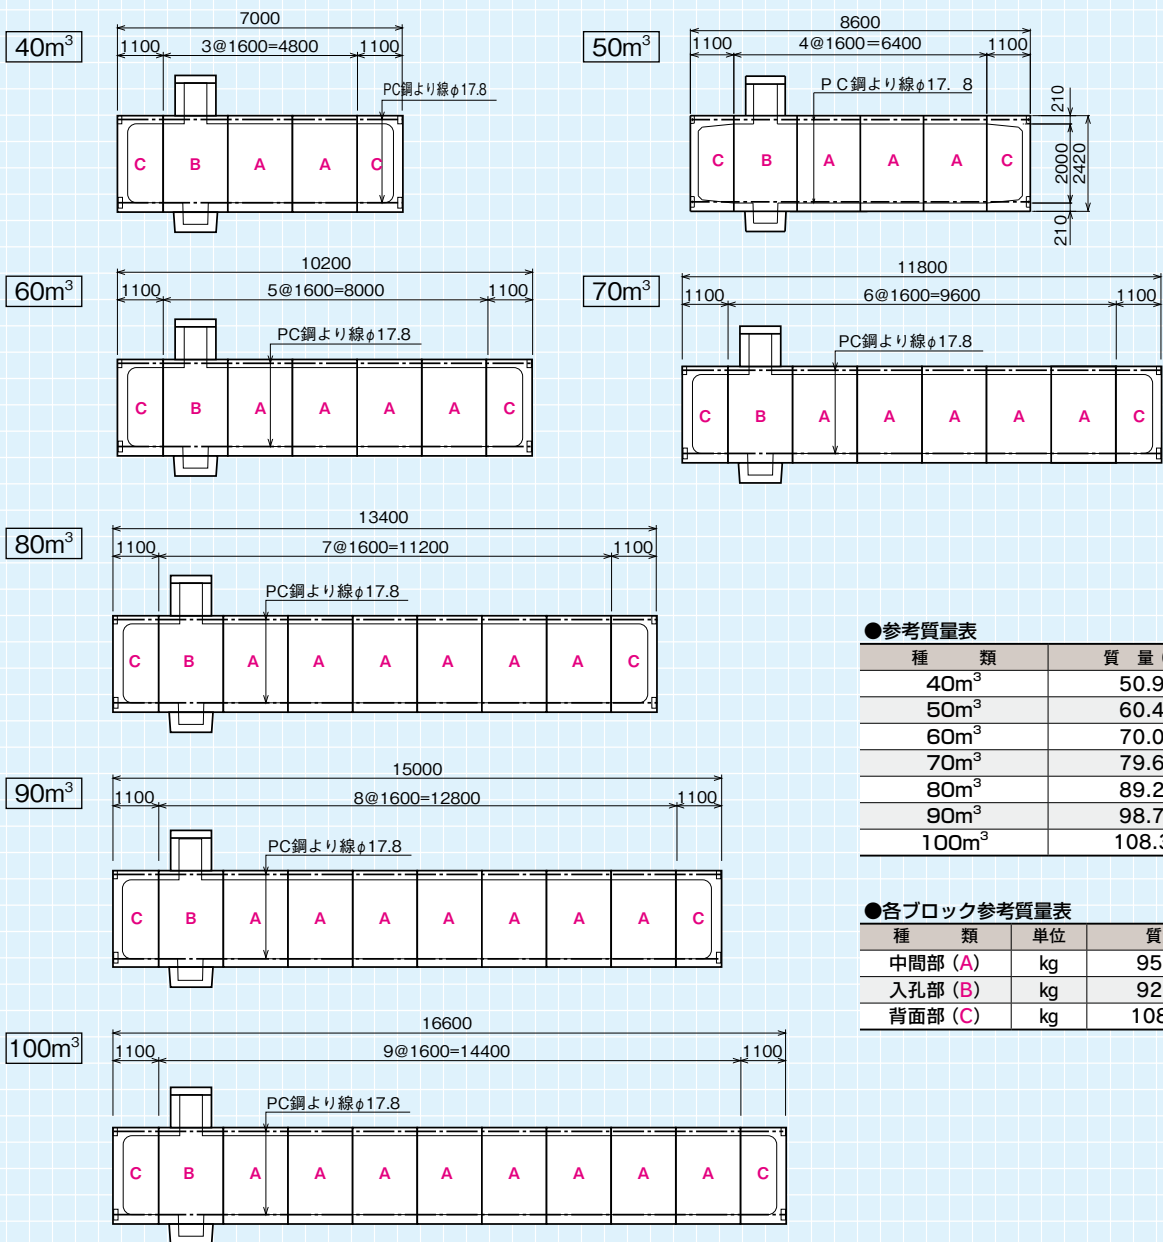 40m³
7000
1100 3@1600=4800 1100
PC鋼より線φ17.8
C B A A C
50m³
8600
1100 4@1600=6400 1100
PC鋼より線φ17.8
210
2000
2420
210
C B A A A C
60m³
10200
1100 5@1600=8000 1100
PC鋼より線φ17.8
C B A A A A C
70m³
11800
1100 6@1600=9600 1100
PC鋼より線φ17.8
C B A A A A A C
80m³
13400
1100 7@1600=11200 1100
PC鋼より線φ17.8
C B A A A A A A C
90m³
15000
1100 8@1600=12800 1100
PC鋼より線φ17.8
C B A A A A A A A C
100m³
16600
1100 9@1600=14400 1100
PC鋼より線φ17.8
C B A A A A A A A A C
●参考質量表
種 類 質 量（
40m³ 50.9
50m³ 60.4
60m³ 70.0
70m³ 79.6
80m³ 89.2
90m³ 98.7
100m³ 108.3
●各ブロック参考質量表
種 類 単位 質
中間部（A） kg 95
入孔部（B） kg 92
背面部（C） kg 108